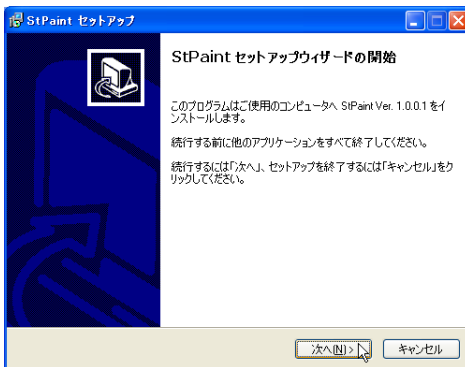 StPaint セットアップ
StPaint セットアップウィザードの開始
このプログラムはご使用のコンピュータへ StPaint Ver. 1.0.0.1 をイ
ンストールします。
続行する前に他のアプリケーションをすべて終了してください。
続行するには「次へ」、セットアップを終了するには「キャンセル」をク
リックしてください。
次へ(N) >
キャンセル